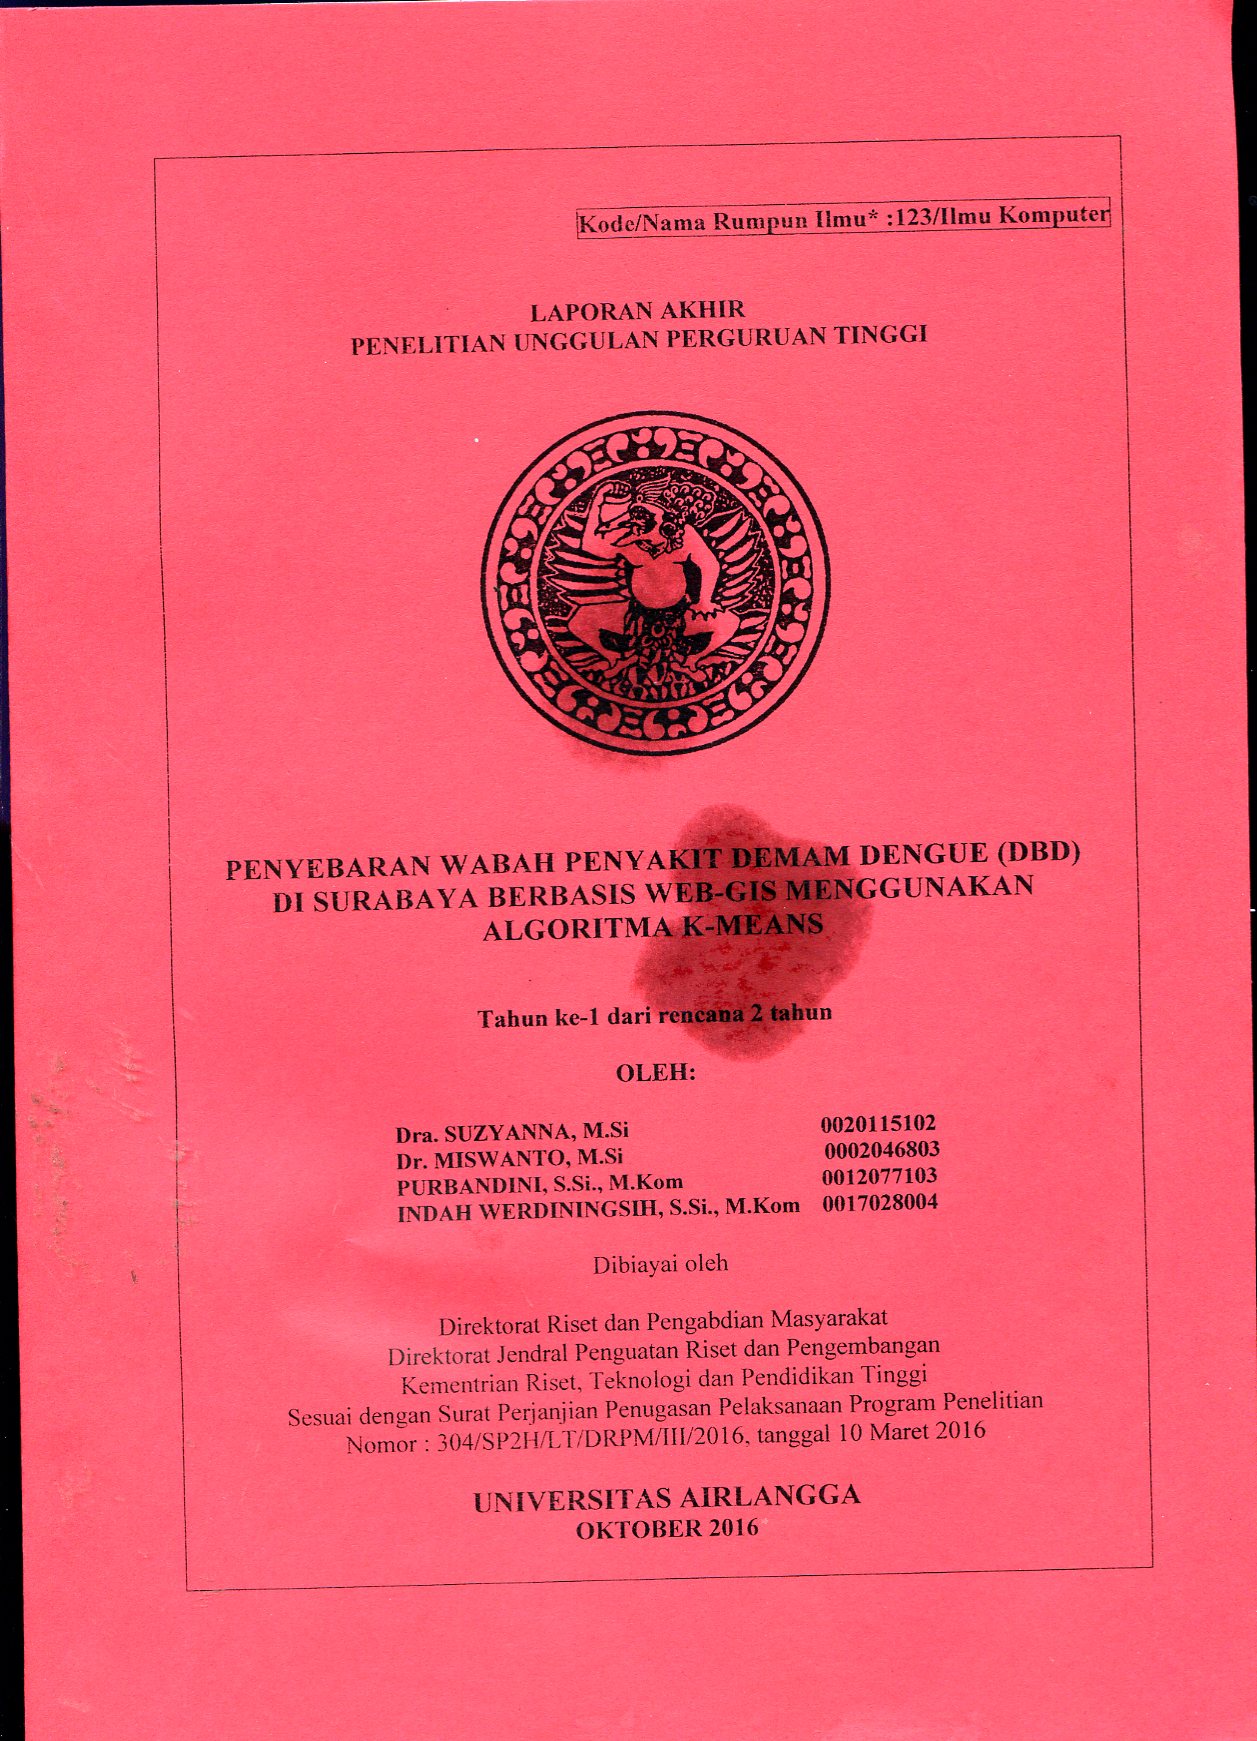 Kode/Nama Rumpun Ilmu* :123/Ilmu Komputer
LAPORAN AKHIR
PENELITIAN UNGGULAN PERGURUAN TINGGI
PENYEBARAN WABAH PENYAKIT DEMAM DENGUE (DBD)
DI SURABAYA BERBASIS WEB-GIS MENGGUNAKAN
ALGORITMA K-MEANS
Tahun ke-1 dari rencana 2 tahun
OLEH:
Dra. SUZYANNA, M.Si 0020115102
Dr. MISWANTO, M.Si 0002046803
PURBANDINI, S.Si., M.Kom 0012077103
INDAH WERDININGSIH, S.Si., M.Kom 0017028004
Dibiayai oleh
Direktorat Riset dan Pengabdian Masyarakat
Direktorat Jendral Penguatan Riset dan Pengembangan
Kementrian Riset, Teknologi dan Pendidikan Tinggi
Sesuai dengan Surat Perjanjian Penugasan Pelaksanaan Program Penelitian
Nomor : 304/SP2H/LT/DRPM/III/2016, tanggal 10 Maret 2016
UNIVERSITAS AIRLANGGA
OKTOBER 2016